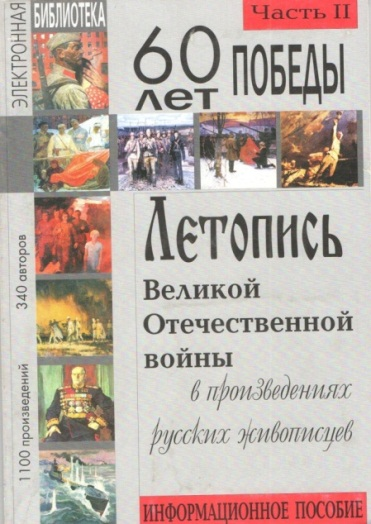 ЭЛЕКТРОННАЯ
БИБЛИОТЕКА
Часть II
60 ПОБЕДЫ
лет
Летопись
Великой
Отечественной
войны
в произведениях
русских живописцев
340 авторов
1100 произведений
ИНФОРМАЦИОННОЕ ПОСОБИЕ